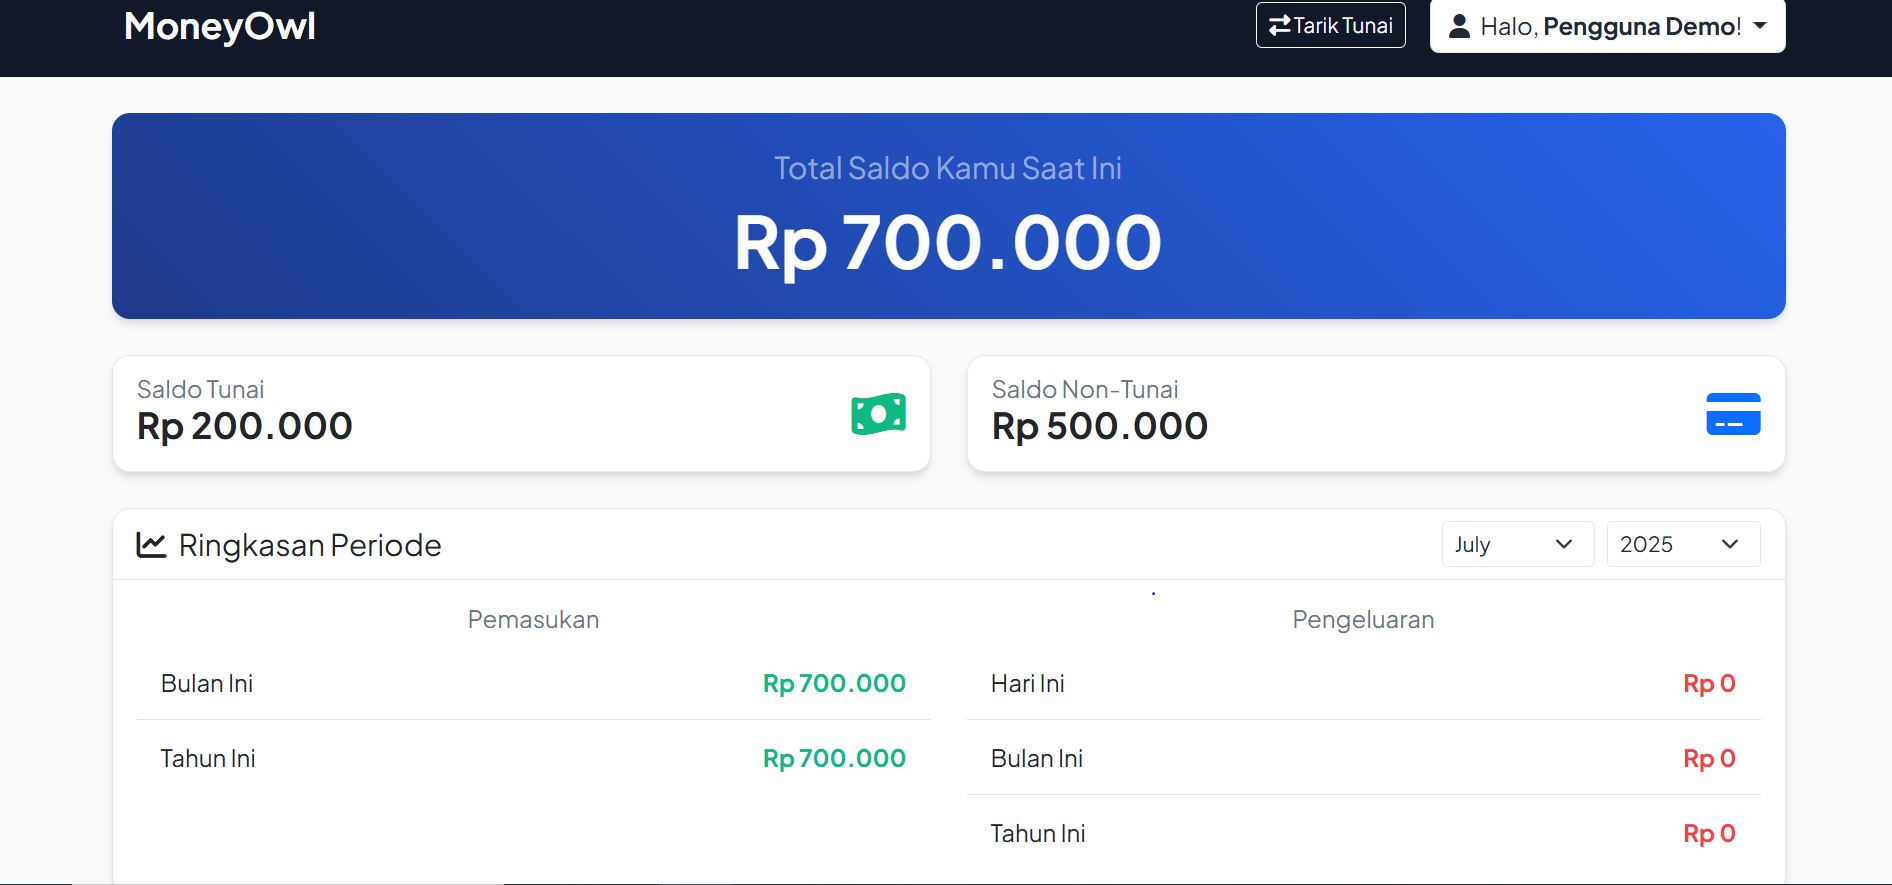 MoneyOwl
Tarik Tunai
Halo, Pengguna Demo!
Total Saldo Kamu Saat Ini
Rp 700.000
Saldo Tunai
Rp 200.000
Saldo Non-Tunai
Rp 500.000
Ringkasan Periode
July
2025
Pemasukan
Bulan Ini Rp 700.000
Tahun Ini Rp 700.000
Pengeluaran
Hari Ini Rp 0
Bulan Ini Rp 0
Tahun Ini Rp 0